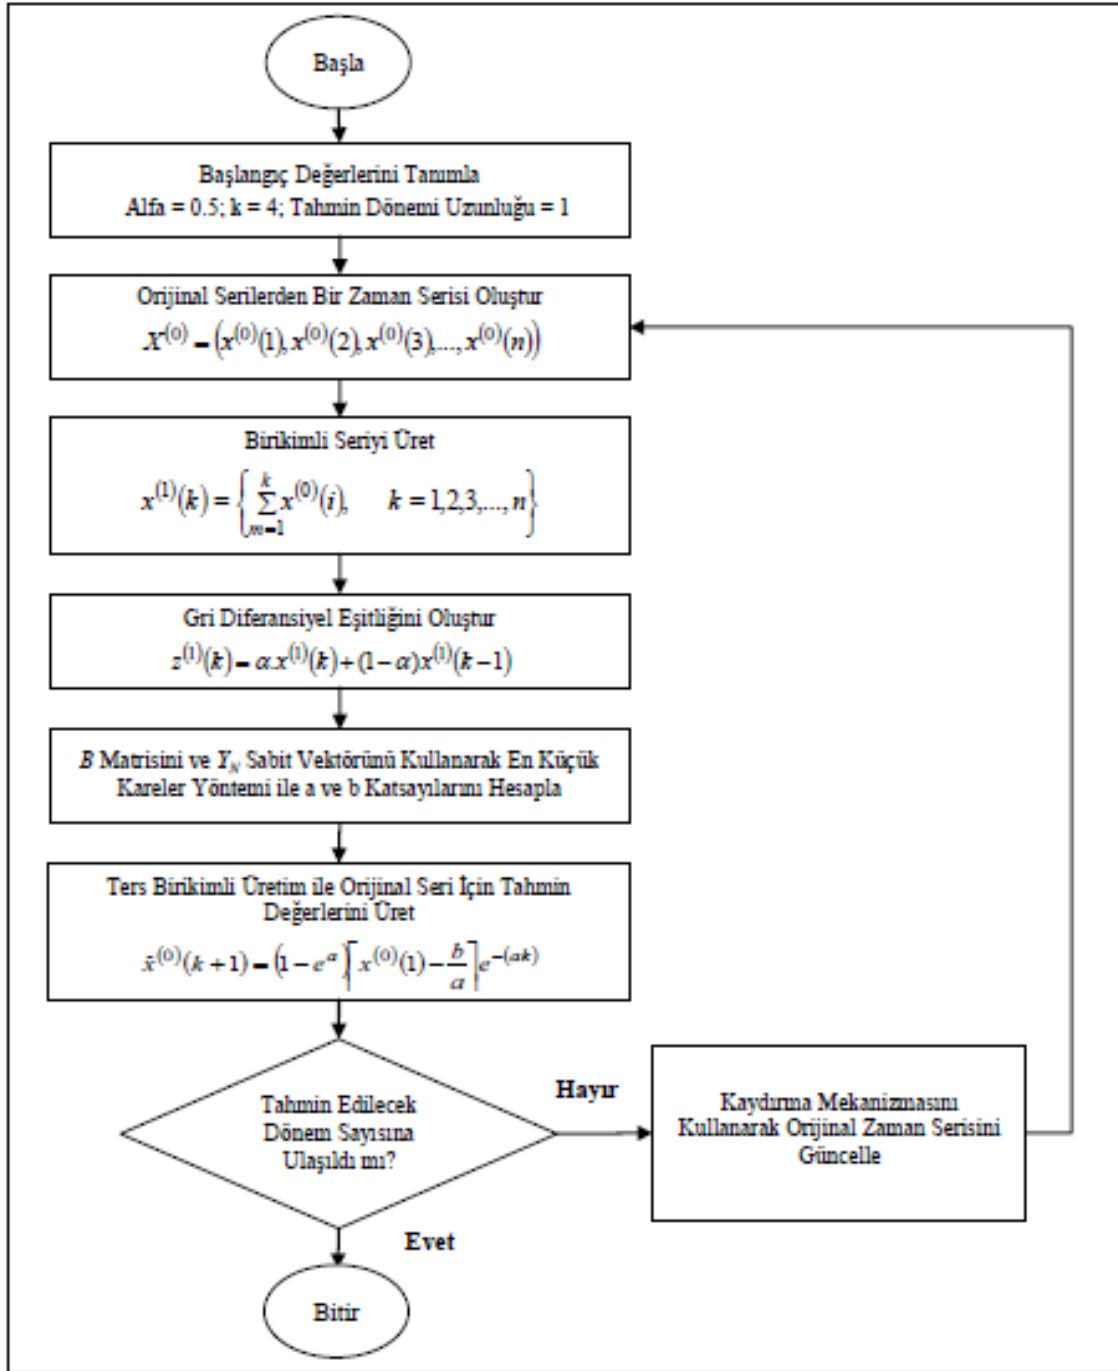 Başla
Başlangıç Değerlerini Tanımla
Alfa = 0.5; k = 4; Tahmin Dönemi Uzunluğu = 1
Orijinal Serilerden Bir Zaman Serisi Oluştur
X^(0) = (x^(0)(1), x^(0)(2), x^(0)(3),..., x^(0)(n))
Birikimli Seriyi Üret
x^(1)(k) = { ∑_{m=1}^{k} x^(0)(i), k = 1,2,3,..., n }
Gri Diferansiyel Eşitliğini Oluştur
z^(1)(k) = α.x^(1)(k) + (1−α)x^(1)(k−1)
B Matrisini ve Y_N Sabit Vektörünü Kullanarak En Küçük
Kareler Yöntemi ile a ve b Katsayılarını Hesapla
Ters Birikimli Üretim ile Orijinal Seri İçin Tahmin
Değerlerini Üret
x̂^(0)(k+1) = (1−e^a)⌈x^(0)(1) − b/a⌉e^−(ak)
Tahmin Edilecek
Dönem Sayısına
Ulaşıldı mı?
Hayır
Kaydırma Mekanizmasını
Kullanarak Orijinal Zaman Serisini
Güncelle
Evet
Bitir